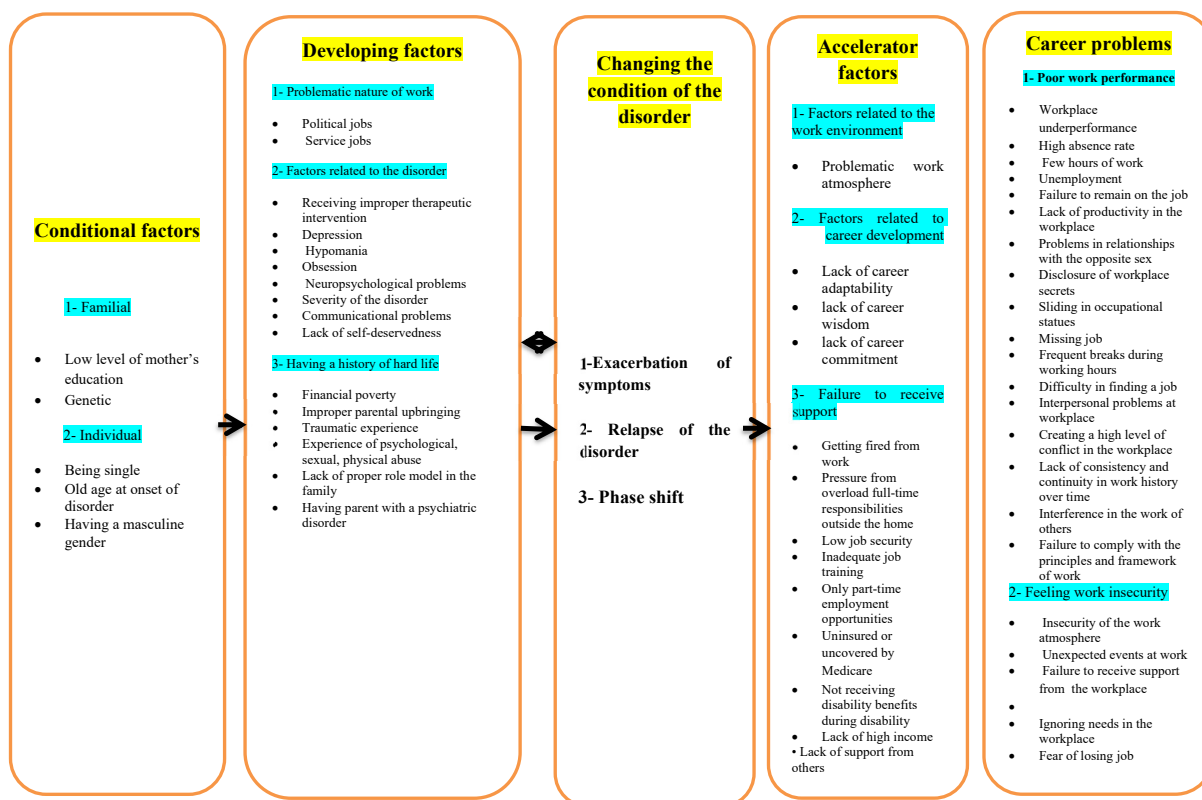 Conditional factors
1- Familial
• Low level of mother's
education
• Genetic
2- Individual
• Being single
• Old age at onset of
disorder
• Having a masculine
gender
Developing factors
1- Problematic nature of work
• Political jobs
• Service jobs
2- Factors related to the disorder
• Receiving improper therapeutic
intervention
• Depression
• Hypomania
• Obsession
• Neuropsychological problems
• Severity of the disorder
• Communicational problems
• Lack of self-deservedness
3- Having a history of hard life
• Financial poverty
• Improper parental upbringing
• Traumatic experience
• Experience of psychological,
sexual, physical abuse
• Lack of proper role model in the
family
• Having parent with a psychiatric
disorder
Changing the
condition of the
disorder
1-Exacerbation of
symptoms
2- Relapse of the
disorder
3- Phase shift
Accelerator
factors
1- Factors related to the
work environment
• Problematic work
atmosphere
2- Factors related to
career development
• Lack of career
adaptability
• lack of career
wisdom
• lack of career
commitment
3- Failure to receive
support
• Getting fired from
work
• Pressure from
overload full-time
responsibilities
outside the home
• Low job security
• Inadequate job
training
• Only part-time
employment
opportunities
• Uninsured or
uncovered by
Medicare
• Not receiving
disability benefits
during disability
• Lack of high income
• Lack of support from
others
Career problems
1- Poor work performance
• Workplace
underperformance
• High absence rate
• Few hours of work
• Unemployment
• Failure to remain on the job
• Lack of productivity in the
workplace
• Problems in relationships
with the opposite sex
• Disclosure of workplace
secrets
• Sliding in occupational
statues
• Missing job
• Frequent breaks during
working hours
• Difficulty in finding a job
• Interpersonal problems at
workplace
• Creating a high level of
conflict in the workplace
• Lack of consistency and
continuity in work history
over time
• Interference in the work of
others
• Failure to comply with the
principles and framework
of work
2- Feeling work insecurity
• Insecurity of the work
atmosphere
• Unexpected events at work
• Failure to receive support
from the workplace
•
• Ignoring needs in the
workplace
• Fear of losing job